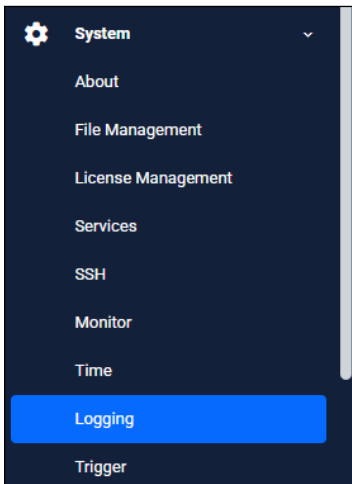 System
About
File Management
License Management
Services
SSH
Monitor
Time
Logging
Trigger